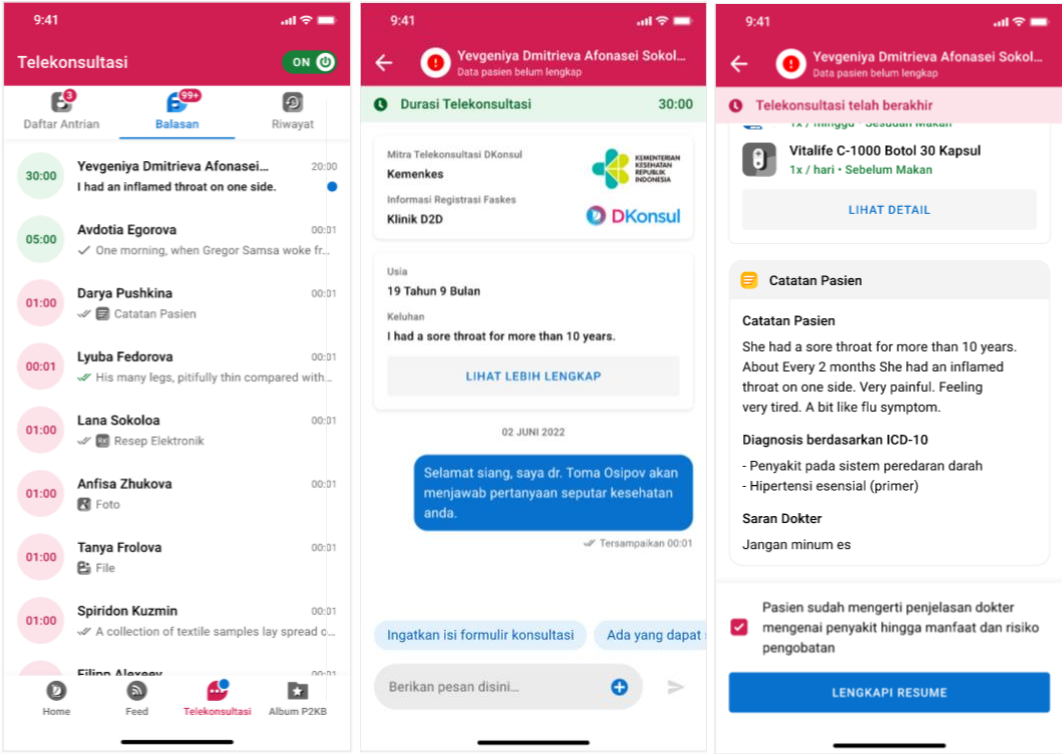 9:41
Telekonsultasi
ON
3
99+
Daftar Antrian
Balasan
Riwayat
30:00
Yevgeniya Dmitrieva Afonasei...
20:00
I had an inflamed throat on one side.
05:00
Avdotia Egorova
00:01
One morning, when Gregor Samsa woke fr...
01:00
Darya Pushkina
00:01
Catatan Pasien
00:01
Lyuba Fedorova
00:01
His many legs, pitifully thin compared with...
01:00
Lana Sokoloa
00:01
Resep Elektronik
01:00
Anfisa Zhukova
00:01
Foto
01:00
Tanya Frolova
00:01
File
01:00
Spiridon Kuzmin
00:01
A collection of textile samples lay spread o...
Filipp Alexeev
00:01
Home
Feed
Telekonsultasi
Album P2KB
9:41
Yevgeniya Dmitrieva Afonasei Sokol...
Data pasien belum lengkap
Durasi Telekonsultasi
30:00
Mitra Telekonsultasi DKonsul
Kemenkes
KEMENTERIAN
KESEHATAN
REPUBLIK
INDONESIA
Informasi Registrasi Faskes
Klinik D2D
DKonsul
Usia
19 Tahun 9 Bulan
Keluhan
I had a sore throat for more than 10 years.
LIHAT LEBIH LENGKAP
02 JUNI 2022
Selamat siang, saya dr. Toma Osipov akan
menjawab pertanyaan seputar kesehatan
anda.
Tersampaikan 00:01
Ingatkan isi formulir konsultasi
Ada yang dapat
Berikan pesan disini...
9:41
Yevgeniya Dmitrieva Afonasei Sokol...
Data pasien belum lengkap
Telekonsultasi telah berakhir
1x / minggu • Sesudah Makan
Vitalife C-1000 Botol 30 Kapsul
1x / hari • Sebelum Makan
LIHAT DETAIL
Catatan Pasien
Catatan Pasien
She had a sore throat for more than 10 years.
About Every 2 months She had an inflamed
throat on one side. Very painful. Feeling
very tired. A bit like flu symptom.
Diagnosis berdasarkan ICD-10
- Penyakit pada sistem peredaran darah
- Hipertensi esensial (primer)
Saran Dokter
Jangan minum es
Pasien sudah mengerti penjelasan dokter
mengenai penyakit hingga manfaat dan risiko
pengobatan
LENGKAPI RESUME